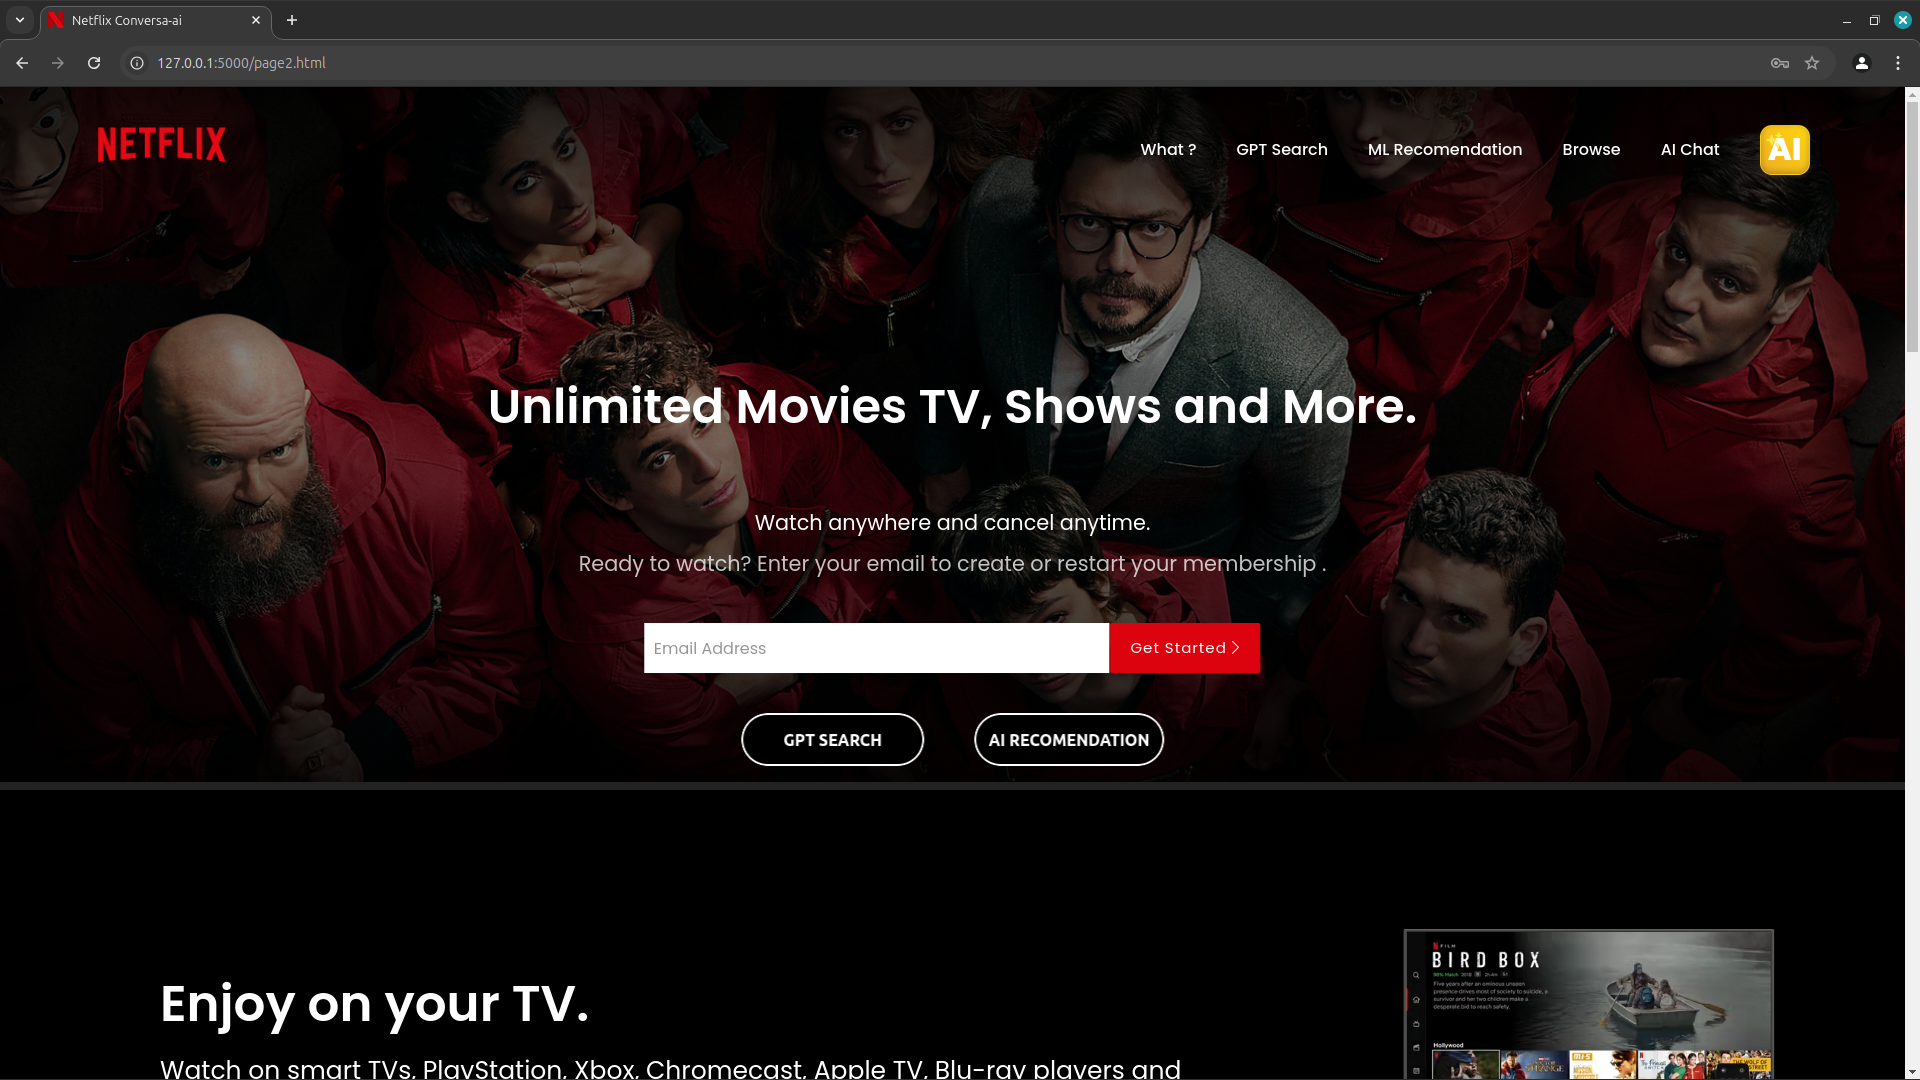 Netflix Conversa-ai
127.0.0.1:5000/page2.html
NETFLIX
What ?
GPT Search
ML Recomendation
Browse
AI Chat
AI
Unlimited Movies TV, Shows and More.
Watch anywhere and cancel anytime.
Ready to watch? Enter your email to create or restart your membership .
Email Address
Get Started
GPT SEARCH
AI RECOMENDATION
Enjoy on your TV.
Watch on smart TVs, PlayStation, Xbox, Chromecast, Apple TV, Blu-ray players and
FILM
BIRD BOX
Five years after an ominous unseen
presence drives most of society to suicide, a
survivor and her two children make a
desperate bid to reach safety.
Hollywood